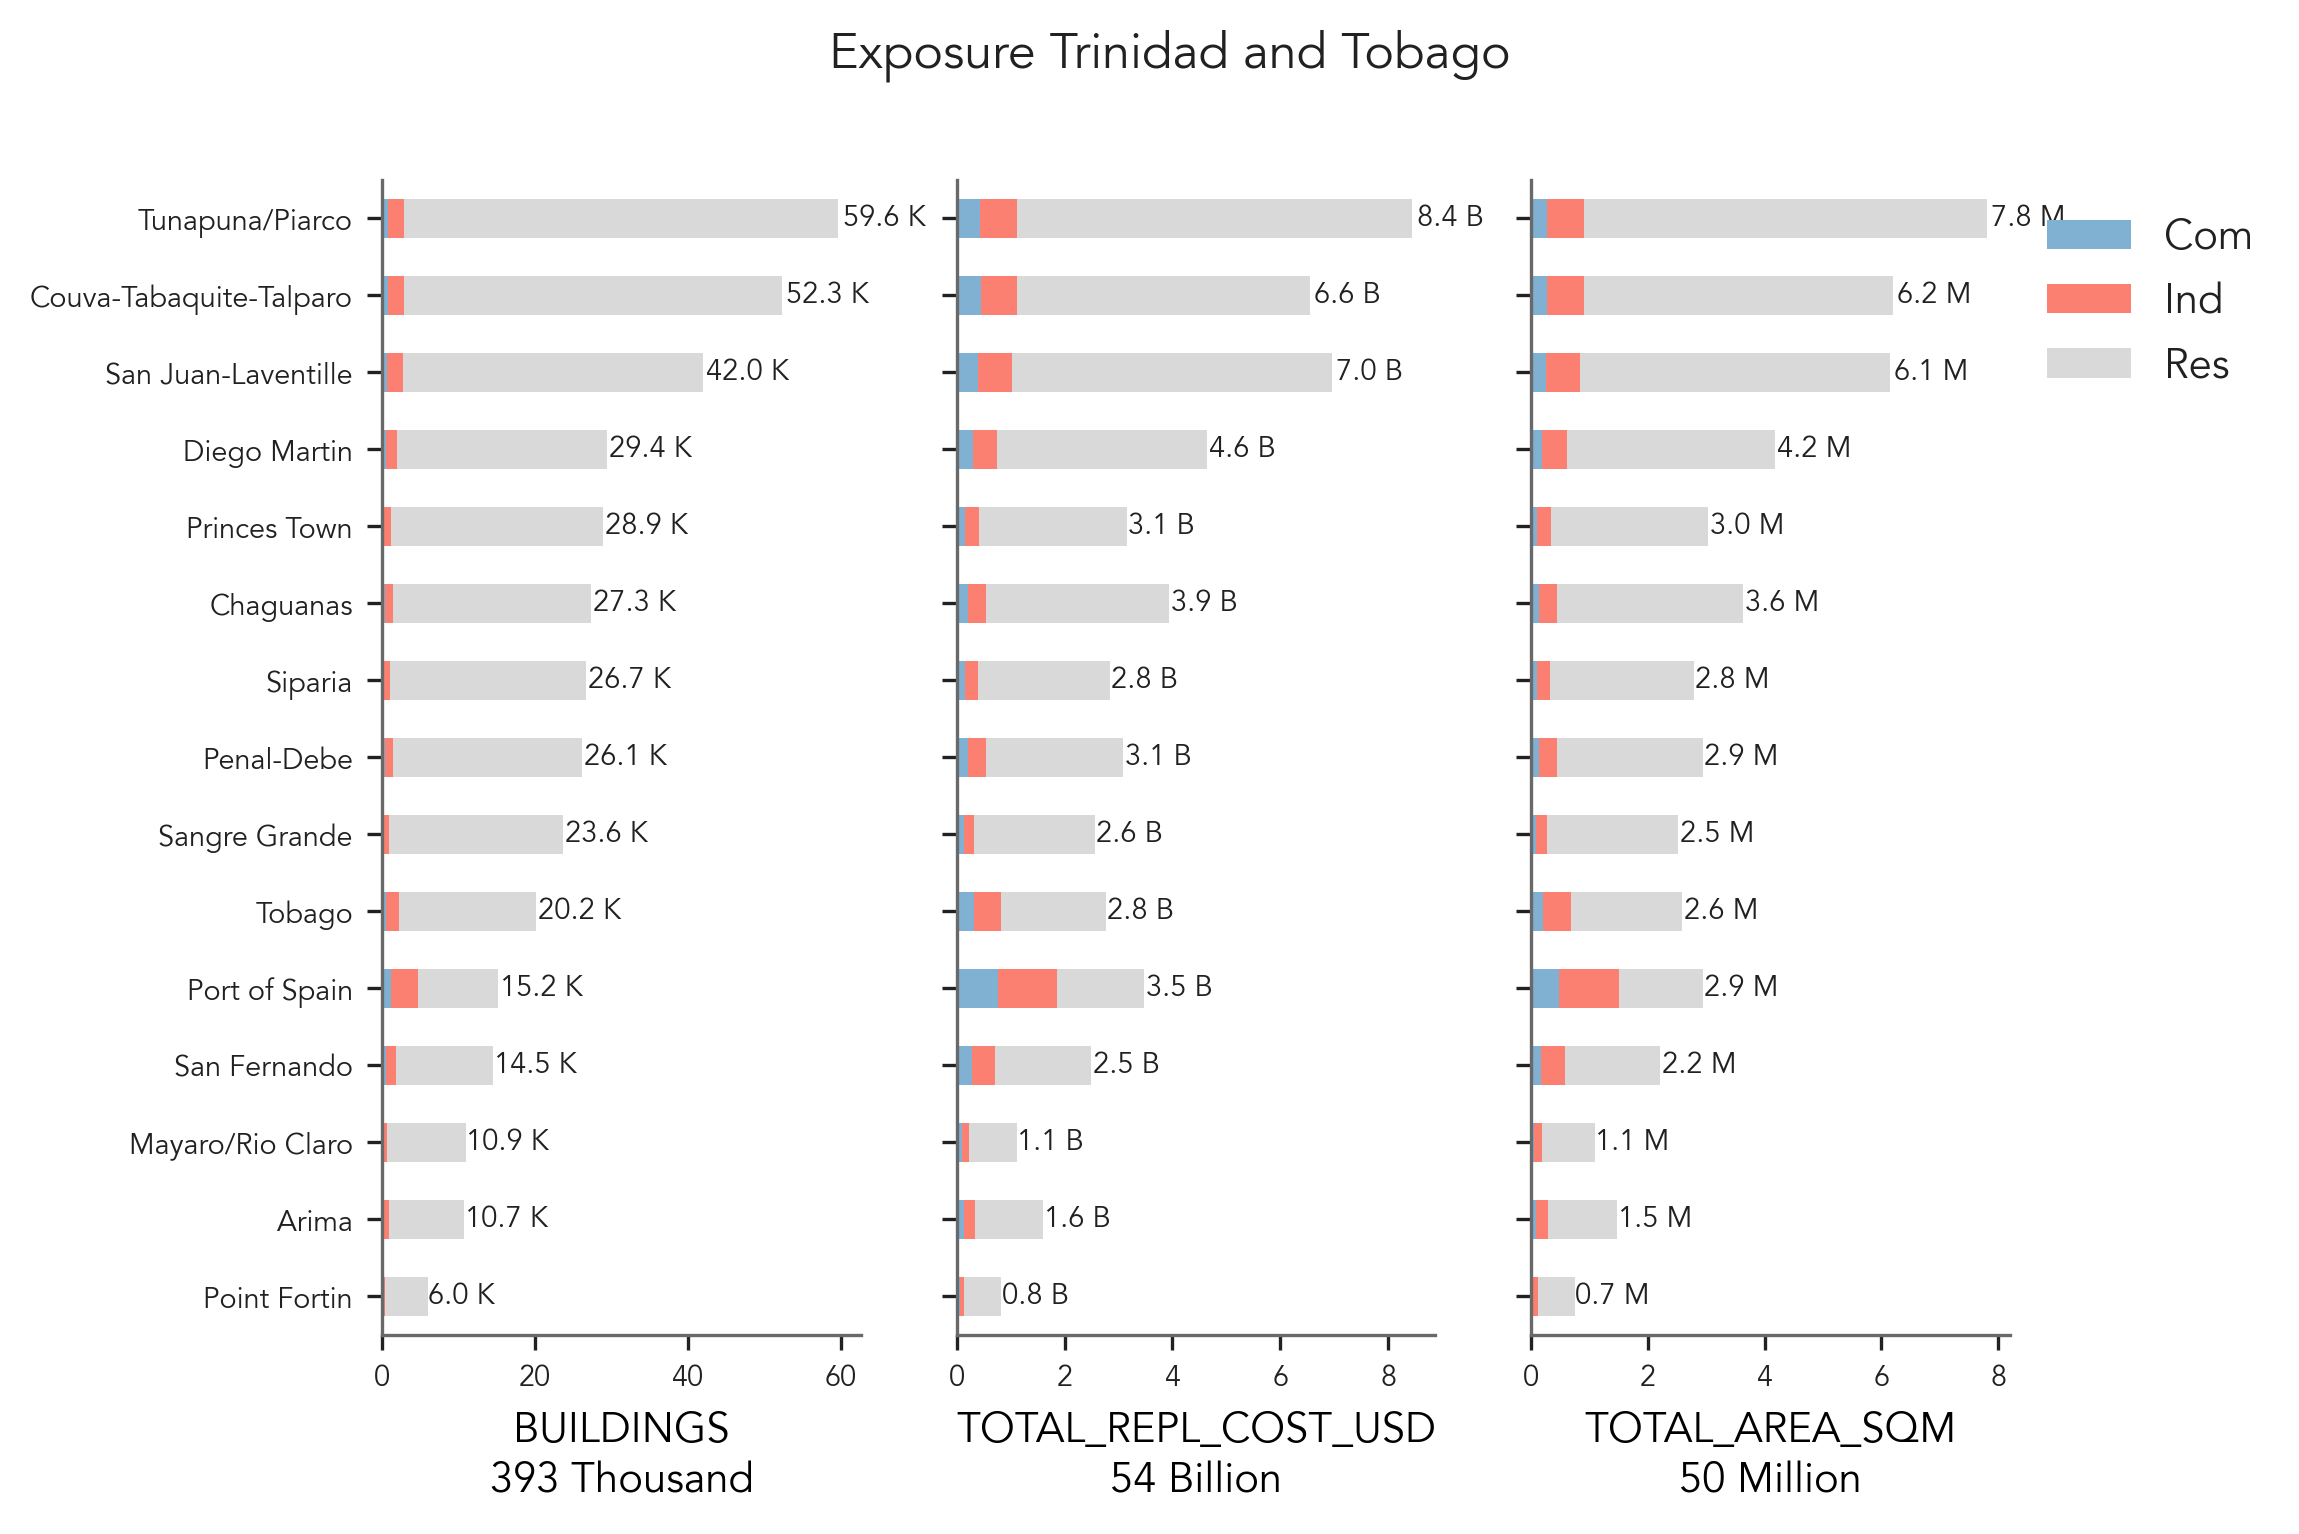 Exposure Trinidad and Tobago
Tunapuna/Piarco 59.6 K 8.4 B 7.8 M
Couva-Tabaquite-Talparo 52.3 K 6.6 B 6.2 M
San Juan-Laventille 42.0 K 7.0 B 6.1 M
Diego Martin 29.4 K 4.6 B 4.2 M
Princes Town 28.9 K 3.1 B 3.0 M
Chaguanas 27.3 K 3.9 B 3.6 M
Siparia 26.7 K 2.8 B 2.8 M
Penal-Debe 26.1 K 3.1 B 2.9 M
Sangre Grande 23.6 K 2.6 B 2.5 M
Tobago 20.2 K 2.8 B 2.6 M
Port of Spain 15.2 K 3.5 B 2.9 M
San Fernando 14.5 K 2.5 B 2.2 M
Mayaro/Rio Claro 10.9 K 1.1 B 1.1 M
Arima 10.7 K 1.6 B 1.5 M
Point Fortin 6.0 K 0.8 B 0.7 M
0 20 40 60
BUILDINGS
393 Thousand
0 2 4 6 8
TOTAL_REPL_COST_USD
54 Billion
0 2 4 6 8
TOTAL_AREA_SQM
50 Million
Com
Ind
Res